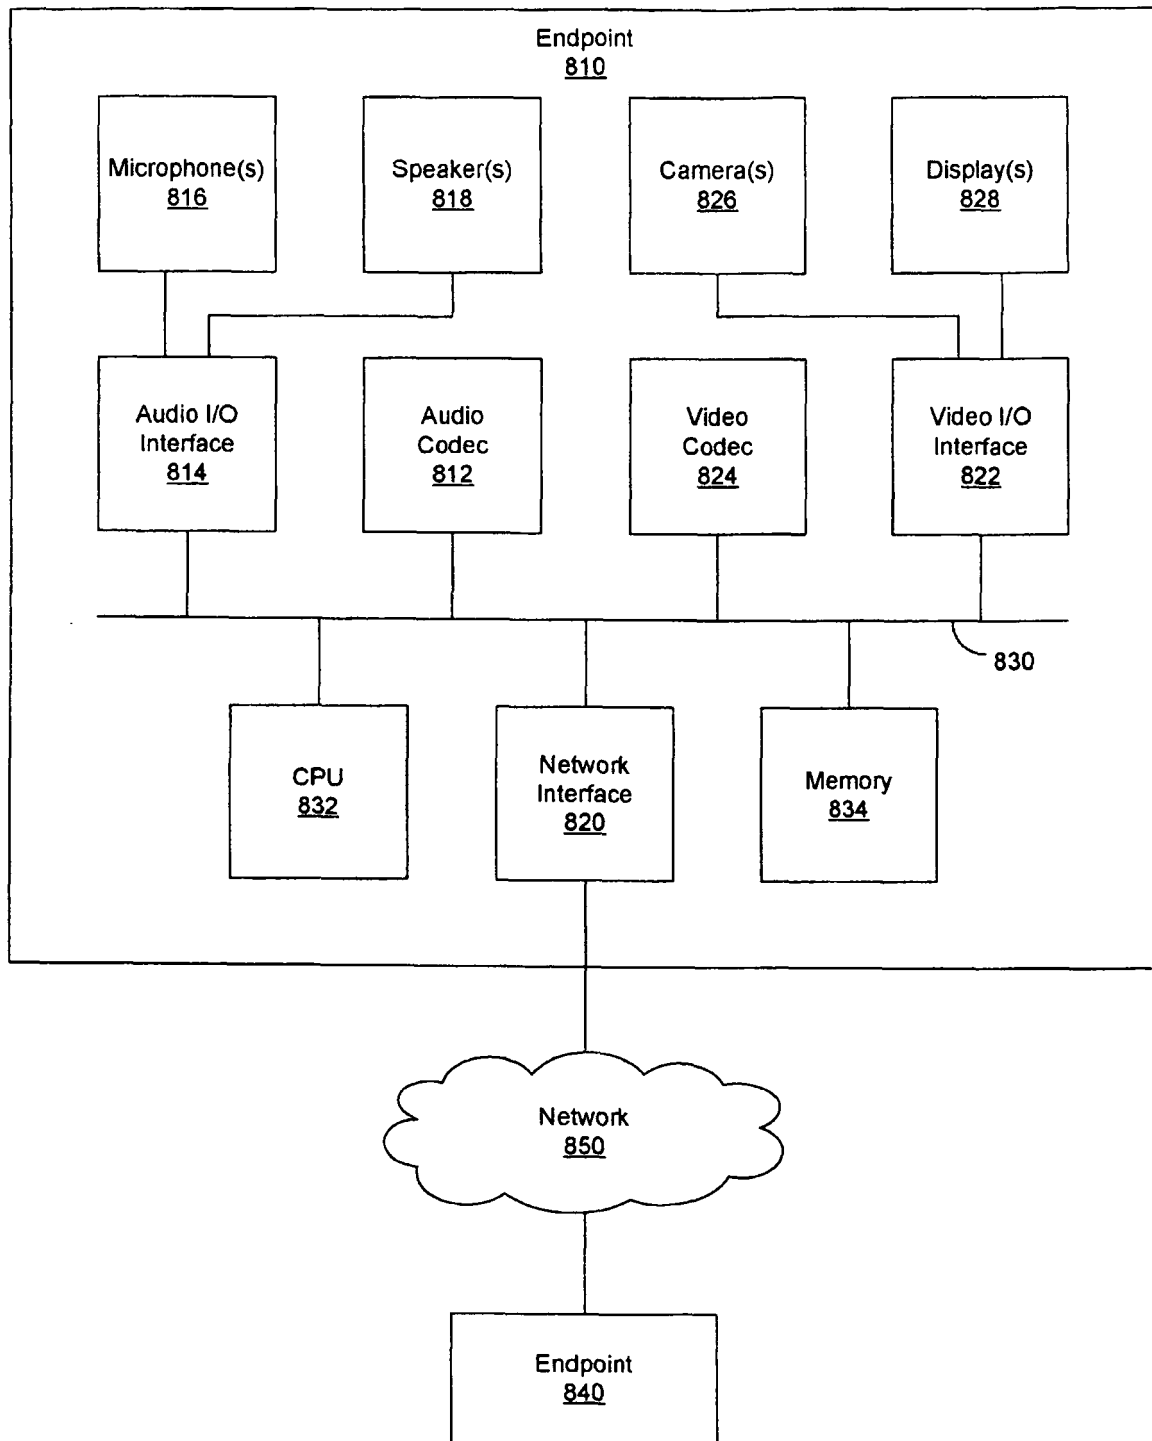 Endpoint
810
Microphone(s)
816
Speaker(s)
818
Camera(s)
826
Display(s)
828
Audio I/O
Interface
814
Audio
Codec
812
Video
Codec
824
Video I/O
Interface
822
830
CPU
832
Network
Interface
820
Memory
834
Network
850
Endpoint
840